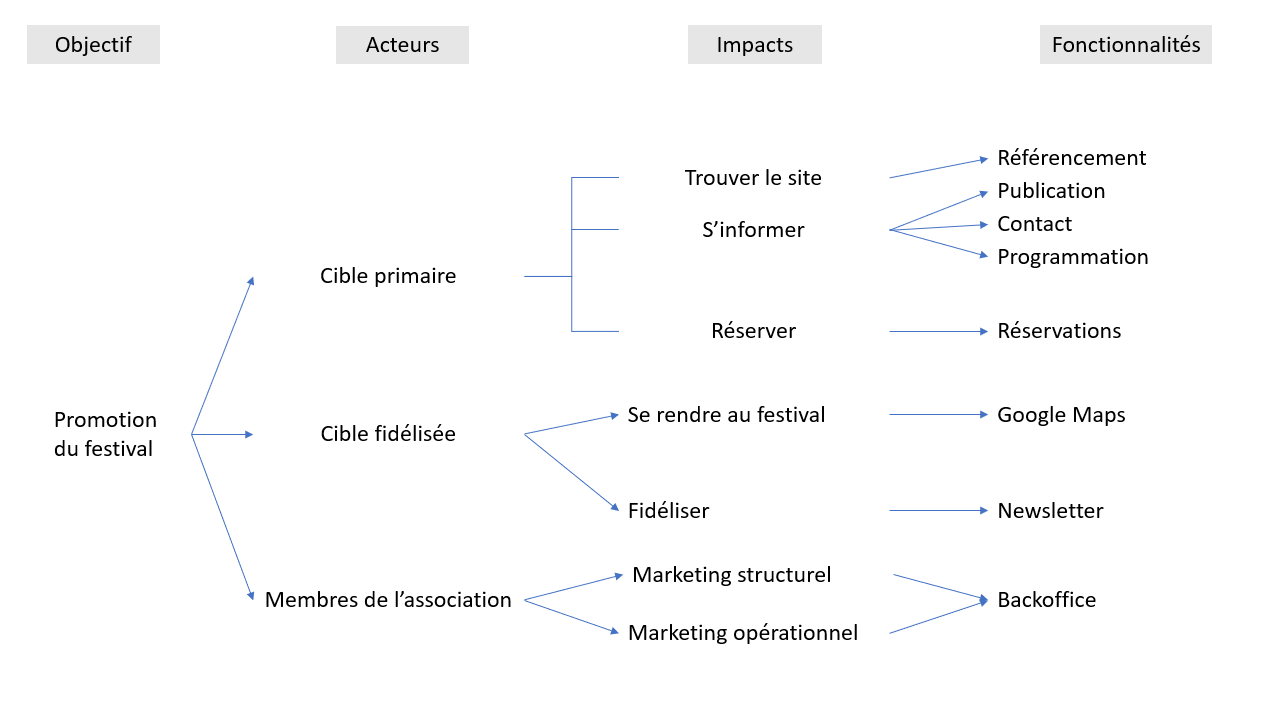 Objectif
Acteurs
Impacts
Fonctionnalités
Référencement
Trouver le site
Publication
Contact
S’informer
Programmation
Cible primaire
Réserver
Réservations
Promotion
du festival
Cible fidélisée
Se rendre au festival
Google Maps
Fidéliser
Newsletter
Marketing structurel
Membres de l’association
Backoffice
Marketing opérationnel